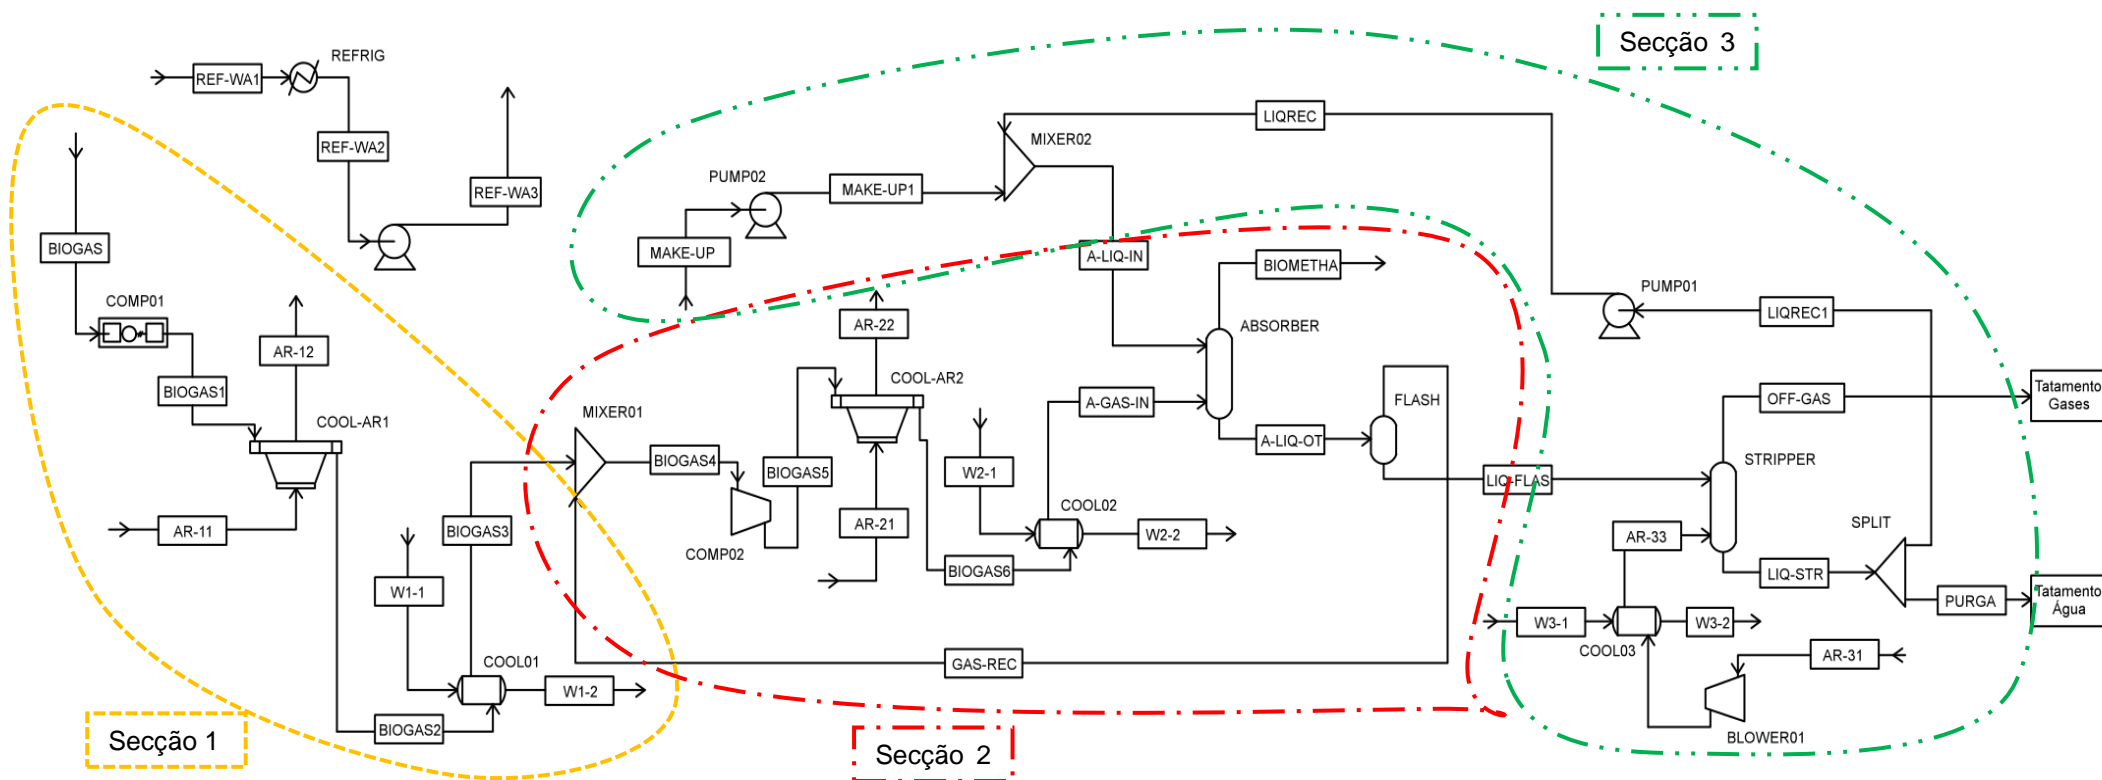 Secção 3
REFRIG
REF-WA1
LIQREC
MIXER02
REF-WA2
PUMP02
MAKE-UP1
REF-WA3
BIOGAS
MAKE-UP
A-LIQ-IN
BIOMETHA
PUMP01
COMP01
AR-22
ABSORBER
LIQREC1
AR-12
BIOGAS1
COOL-AR2
Tatamento
Gases
OFF-GAS
FLASH
A-GAS-IN
MIXER01
COOL-AR1
A-LIQ-OT
BIOGAS4
BIOGAS5
W2-1
STRIPPER
LIQ-FLAS
COOL02
AR-21
SPLIT
AR-11
BIOGAS3
W2-2
AR-33
COMP02
BIOGAS6
LIQ-STR
W1-1
PURGA
Tatamento
Água
W3-1
W3-2
COOL03
AR-31
COOL01
GAS-REC
W1-2
BIOGAS2
BLOWER01
Secção 1
Secção 2